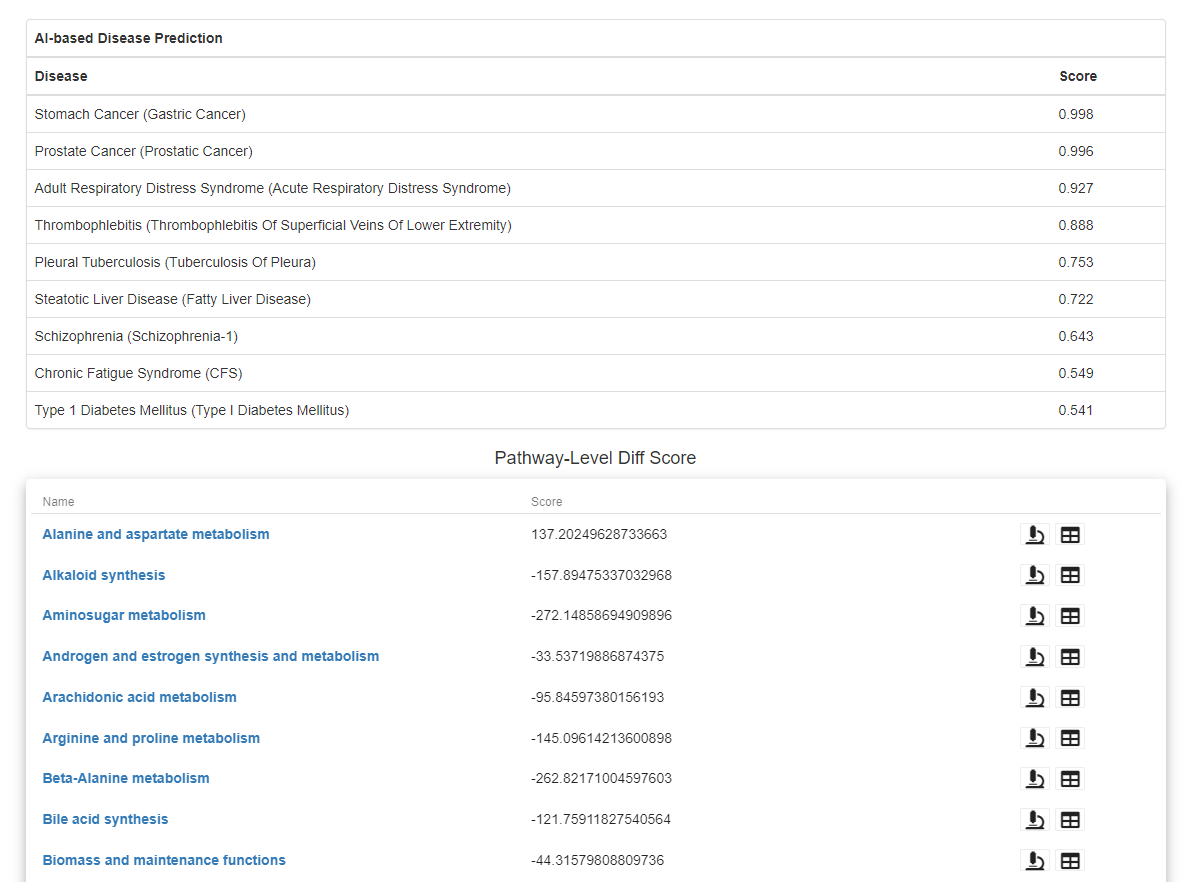 AI-based Disease Prediction
Disease Score
Stomach Cancer (Gastric Cancer) 0.998
Prostate Cancer (Prostatic Cancer) 0.996
Adult Respiratory Distress Syndrome (Acute Respiratory Distress Syndrome) 0.927
Thrombophlebitis (Thrombophlebitis Of Superficial Veins Of Lower Extremity) 0.888
Pleural Tuberculosis (Tuberculosis Of Pleura) 0.753
Steatotic Liver Disease (Fatty Liver Disease) 0.722
Schizophrenia (Schizophrenia-1) 0.643
Chronic Fatigue Syndrome (CFS) 0.549
Type 1 Diabetes Mellitus (Type I Diabetes Mellitus) 0.541
Pathway-Level Diff Score
Name Score
Alanine and aspartate metabolism 137.20249628733663
Alkaloid synthesis -157.89475337032968
Aminosugar metabolism -272.14858694909896
Androgen and estrogen synthesis and metabolism -33.53719886874375
Arachidonic acid metabolism -95.84597380156193
Arginine and proline metabolism -145.09614213600898
Beta-Alanine metabolism -262.82171004597603
Bile acid synthesis -121.75911827540564
Biomass and maintenance functions -44.31579808809736